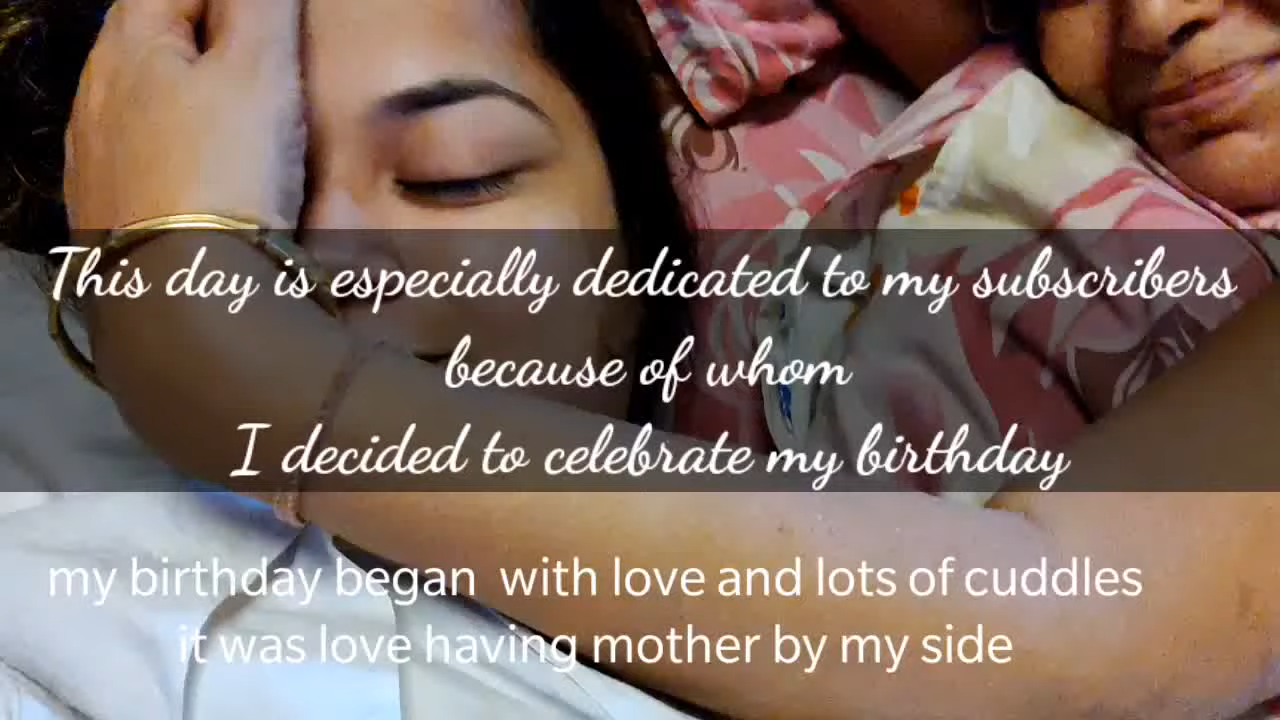 This day is especially dedicated to my subscribers
because of whom
I decided to celebrate my birthday
my birthday began with love and lots of cuddles
it was love having mother by my side